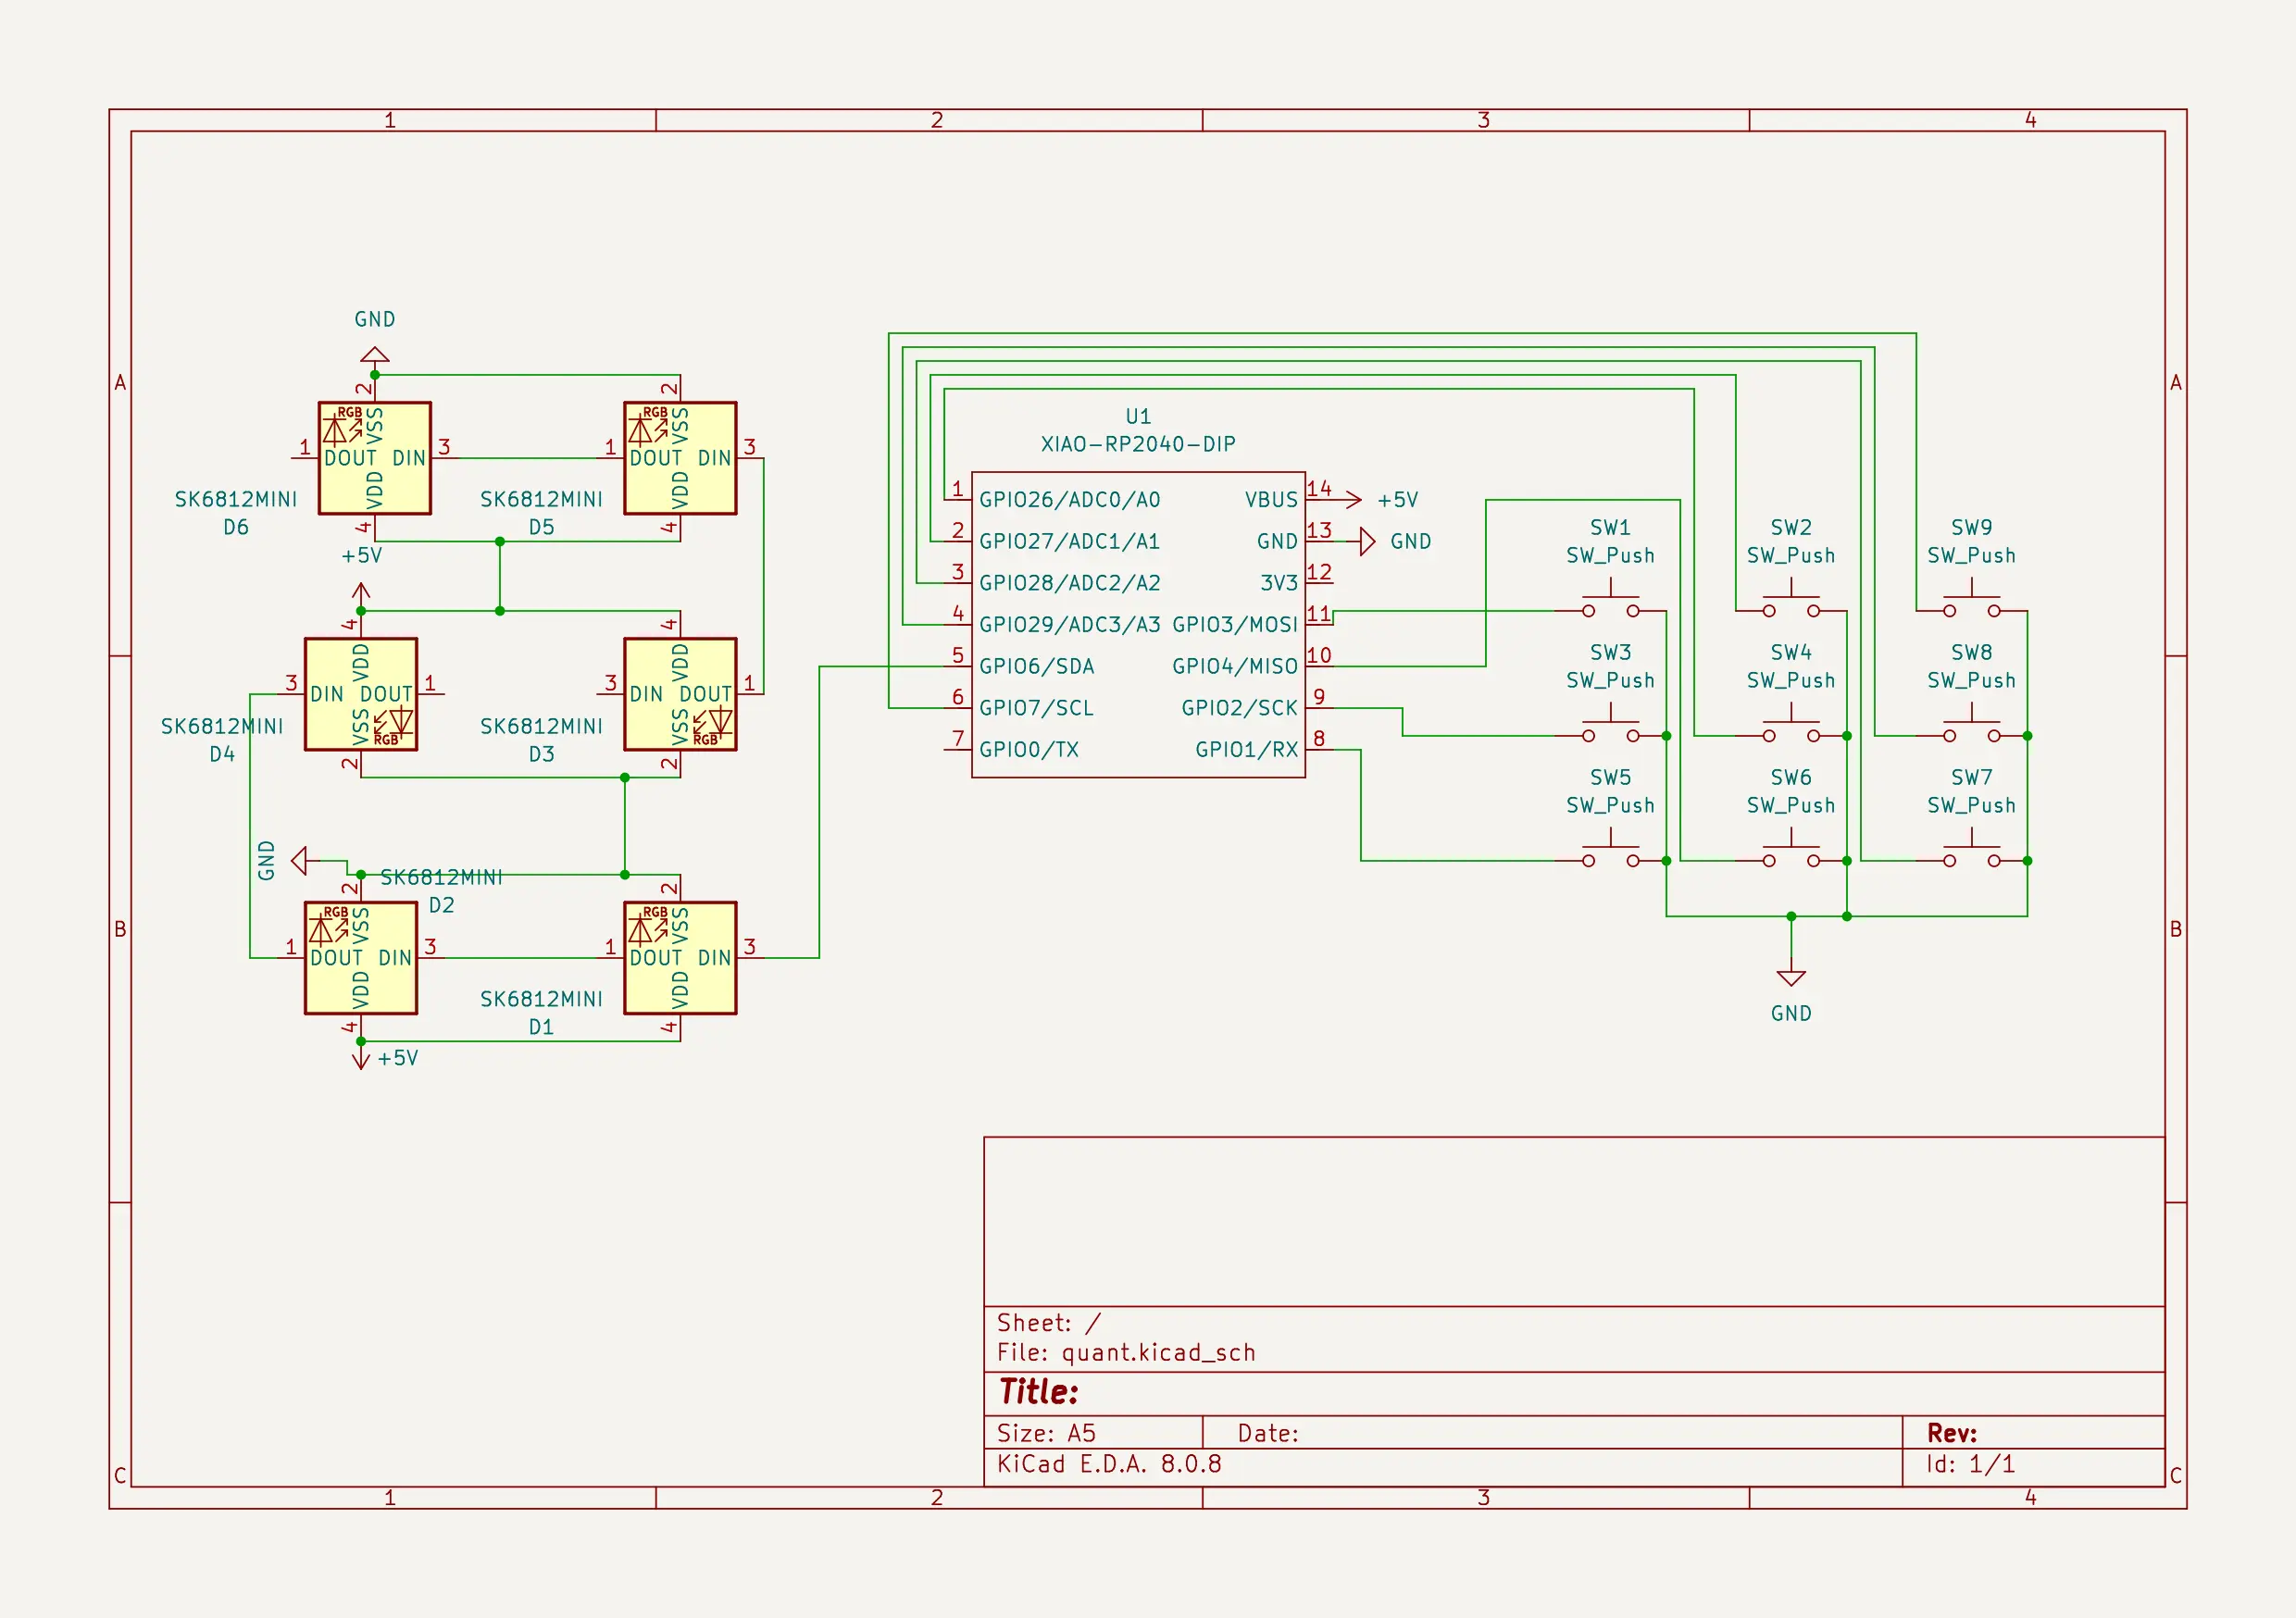 1 2 3 4
A A
B B
C C
1 2 3 4
GND
2
RGB
VSS
1 DOUT DIN 3
VDD
4
SK6812MINI
D6
2
RGB
VSS
1 DOUT DIN 3
VDD
4
SK6812MINI
D5
+5V
4
VDD
3 DIN DOUT 1
VSS
RGB
2
SK6812MINI
D4
4
VDD
3 DIN DOUT 1
VSS
RGB
2
SK6812MINI
D3
GND
SK6812MINI
D2
2
RGB
VSS
1 DOUT DIN 3
VDD
4
+5V
2
RGB
VSS
1 DOUT DIN 3
VDD
4
SK6812MINI
D1
U1
XIAO-RP2040-DIP
1 GPIO26/ADC0/A0 VBUS 14 +5V
2 GPIO27/ADC1/A1 GND 13 GND
3 GPIO28/ADC2/A2 3V3 12
4 GPIO29/ADC3/A3 GPIO3/MOSI 11
5 GPIO6/SDA GPIO4/MISO 10
6 GPIO7/SCL GPIO2/SCK 9
7 GPIO0/TX GPIO1/RX 8
SW1 SW2 SW9
SW_Push SW_Push SW_Push
SW3 SW4 SW8
SW_Push SW_Push SW_Push
SW5 SW6 SW7
SW_Push SW_Push SW_Push
GND
Sheet: /
File: quant.kicad_sch
Title:
Size: A5 Date: Rev:
KiCad E.D.A. 8.0.8 Id: 1/1